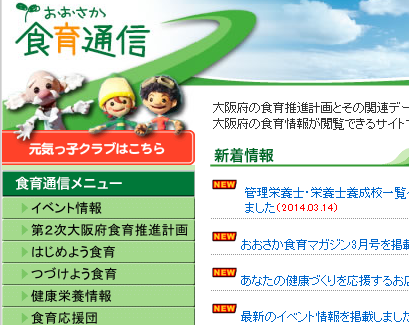 おおさか
食育通信
元気っ子クラブはこちら
食育通信メニュー
イベント情報
第2次大阪府食育推進計画
はじめよう食育
つづけよう食育
健康栄養情報
食育応援団
大阪府の食育推進計画とその関連デー
大阪府の食育情報が閲覧できるサイト
新着情報
NEW 管理栄養士・栄養士養成校一覧
ました(2014.03.14)
NEW おおさか食育マガジン3月号を掲載
NEW あなたの健康づくりを応援するお
NEW 最新のイベント情報を掲載しました